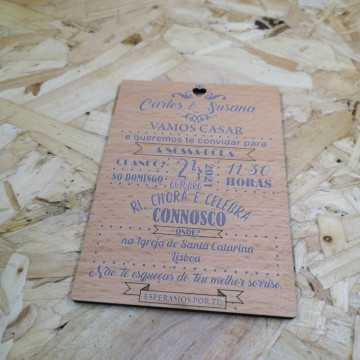 Carlos & Susana
VAMOS CASAR
e queremos te convidar para
A NOSSA BODA
QUANDO?
NO DOMINGO
24
OUTUBRO
2021
11:30
HORAS
RI, CHORA E CELEBRA
CONNOSCO
ONDE?
na Igreja de Santa Catarina
Lisboa
Não te esqueças do Teu melhor sorriso
ESPERAMOS POR TI!